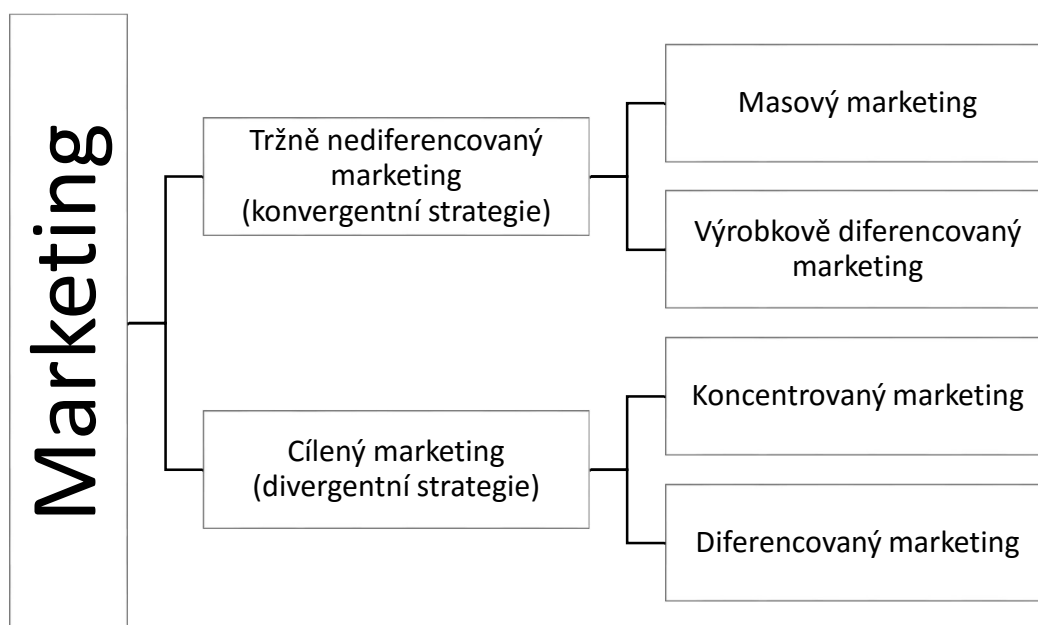 Marketing
Tržně nediferencovaný
marketing
(konvergentní strategie)
Masový marketing
Výrobkově diferencovaný
marketing
Cílený marketing
(divergentní strategie)
Koncentrovaný marketing
Diferencovaný marketing